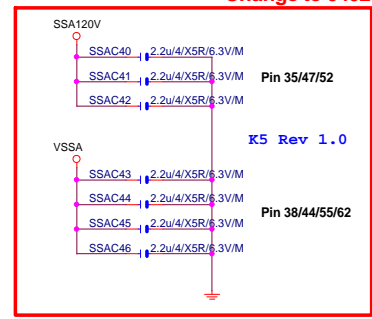 SSA120V
SSAC40 2.2u/4/X5R/6.3V/M
SSAC41 2.2u/4/X5R/6.3V/M
SSAC42 2.2u/4/X5R/6.3V/M
Pin 35/47/52
K5 Rev 1.0
VSSA
SSAC43 2.2u/4/X5R/6.3V/M
SSAC44 2.2u/4/X5R/6.3V/M
SSAC45 2.2u/4/X5R/6.3V/M
SSAC46 2.2u/4/X5R/6.3V/M
Pin 38/44/55/62